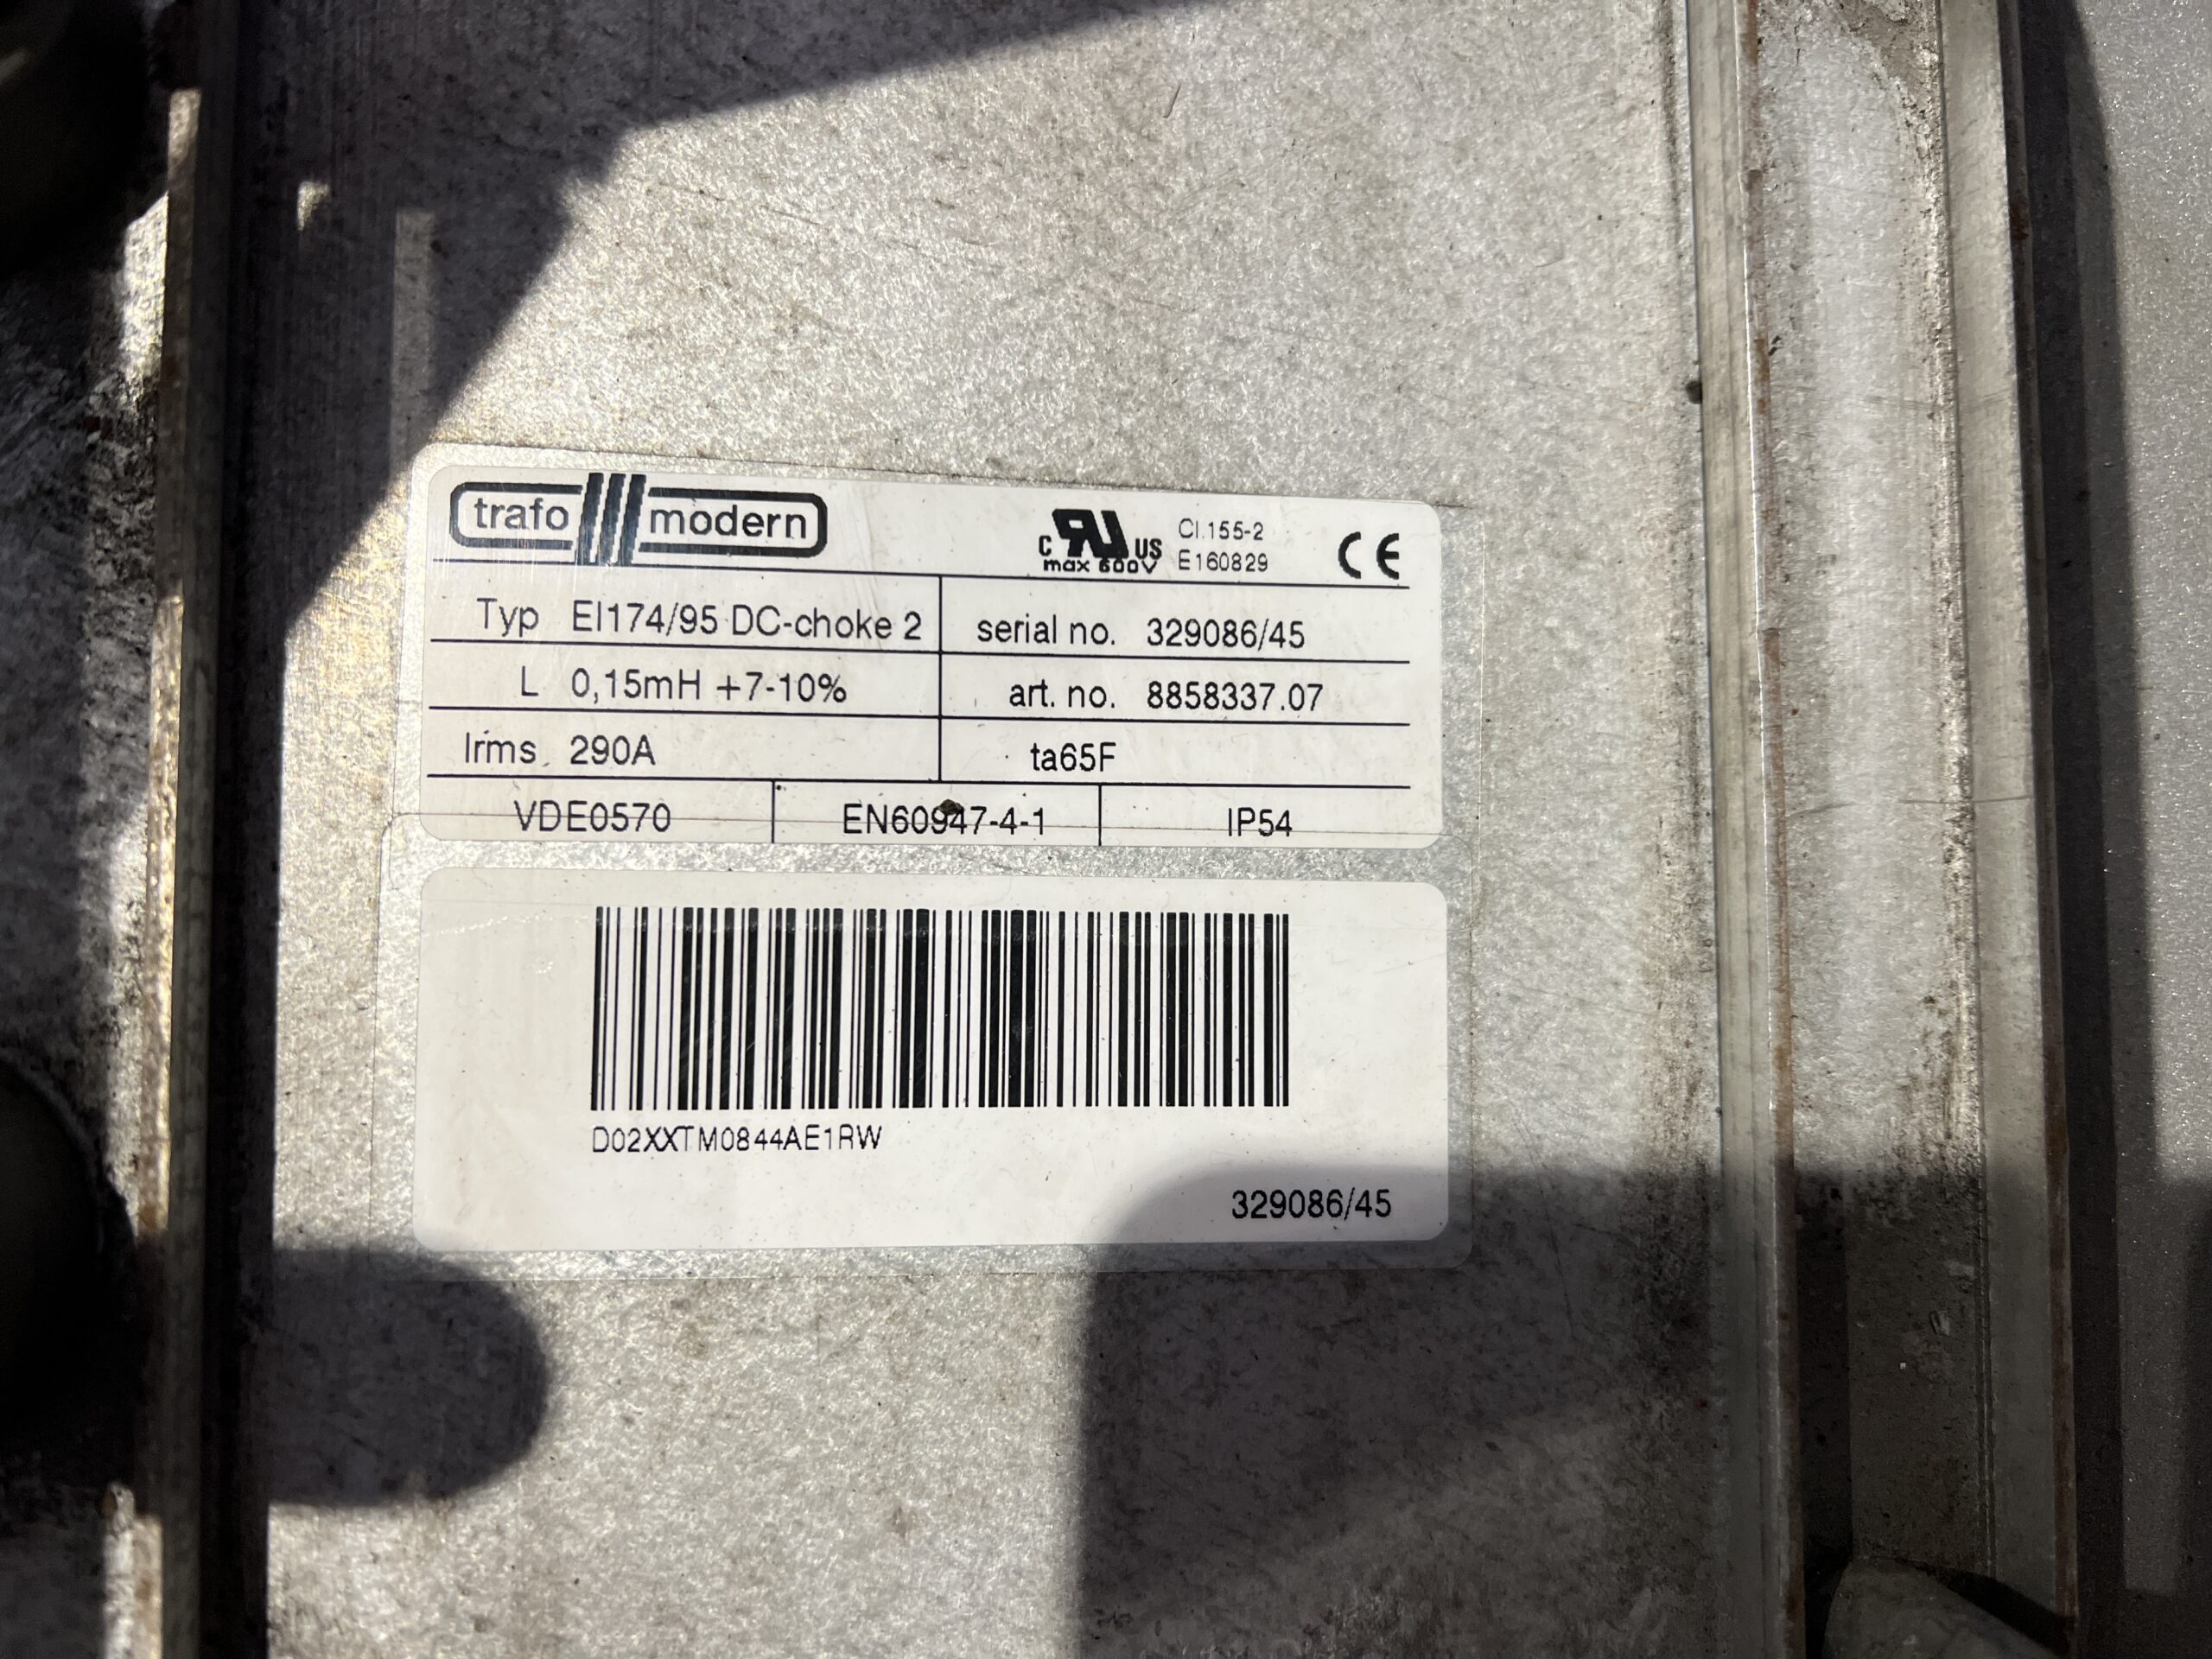 trafo modern
c RU US Cl.155-2
max 600V E160829 CE
Typ EI174/95 DC-choke 2 serial no. 329086/45
L 0,15mH +7-10% art. no. 8858337.07
Irms 290A ta65F
VDE0570 EN60947-4-1 IP54
D02XXTM0844AE1RW
329086/45